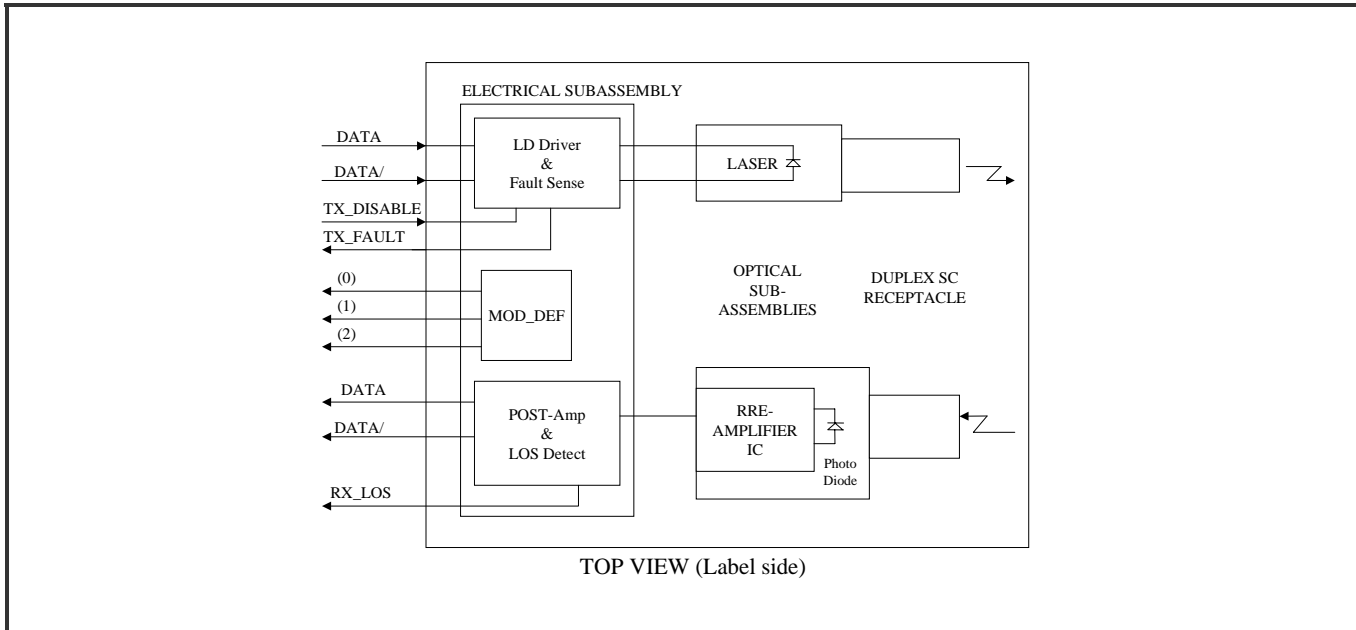 ELECTRICAL SUBASSEMBLY
DATA
DATA/
TX_DISABLE
TX_FAULT
LD Driver
&
Fault Sense
LASER
(0)
(1)
(2)
MOD_DEF
OPTICAL
SUB-
ASSEMBLIES
DUPLEX SC
RECEPTACLE
DATA
DATA/
RX_LOS
POST-Amp
&
LOS Detect
RRE-
AMPLIFIER
IC
Photo
Diode
TOP VIEW (Label side)